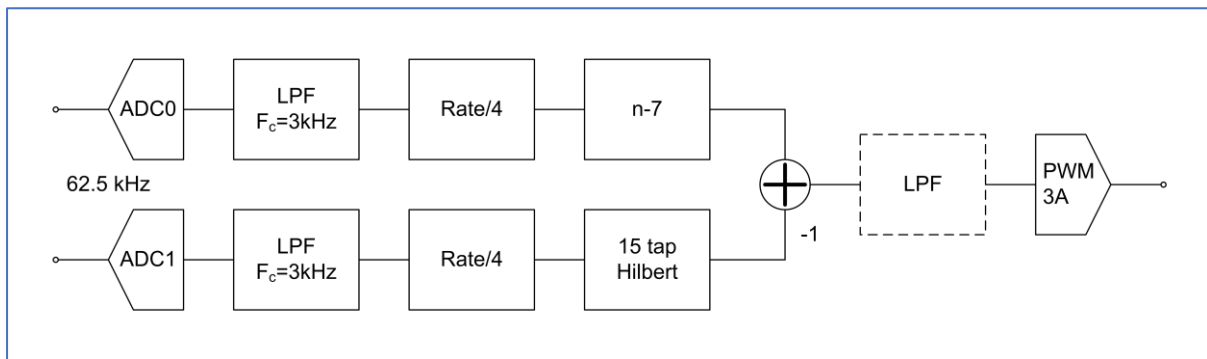 ADC0
LPF
Fc=3kHz
Rate/4
n-7
62.5 kHz
ADC1
LPF
Fc=3kHz
Rate/4
15 tap
Hilbert
-1
LPF
PWM
3A